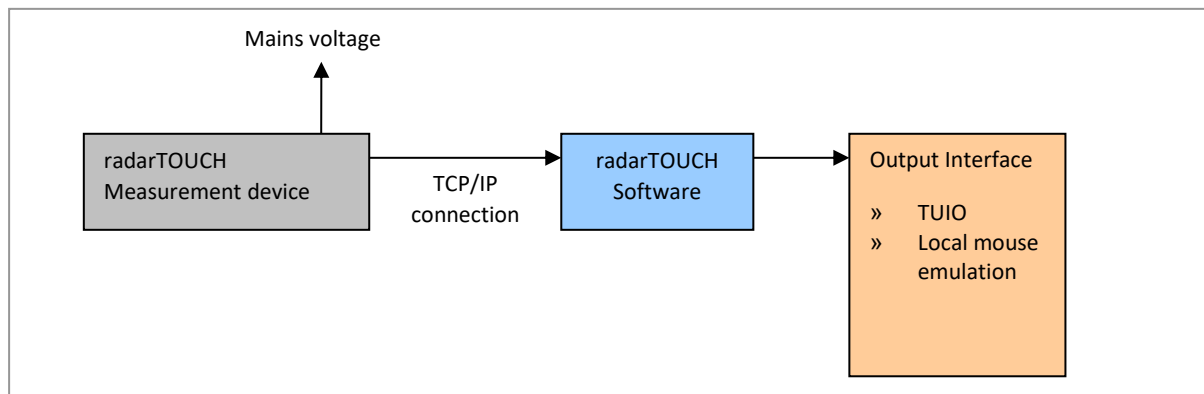 Mains voltage
radarTOUCH
Measurement device
TCP/IP
connection
radarTOUCH
Software
Output Interface
» TUIO
» Local mouse
emulation